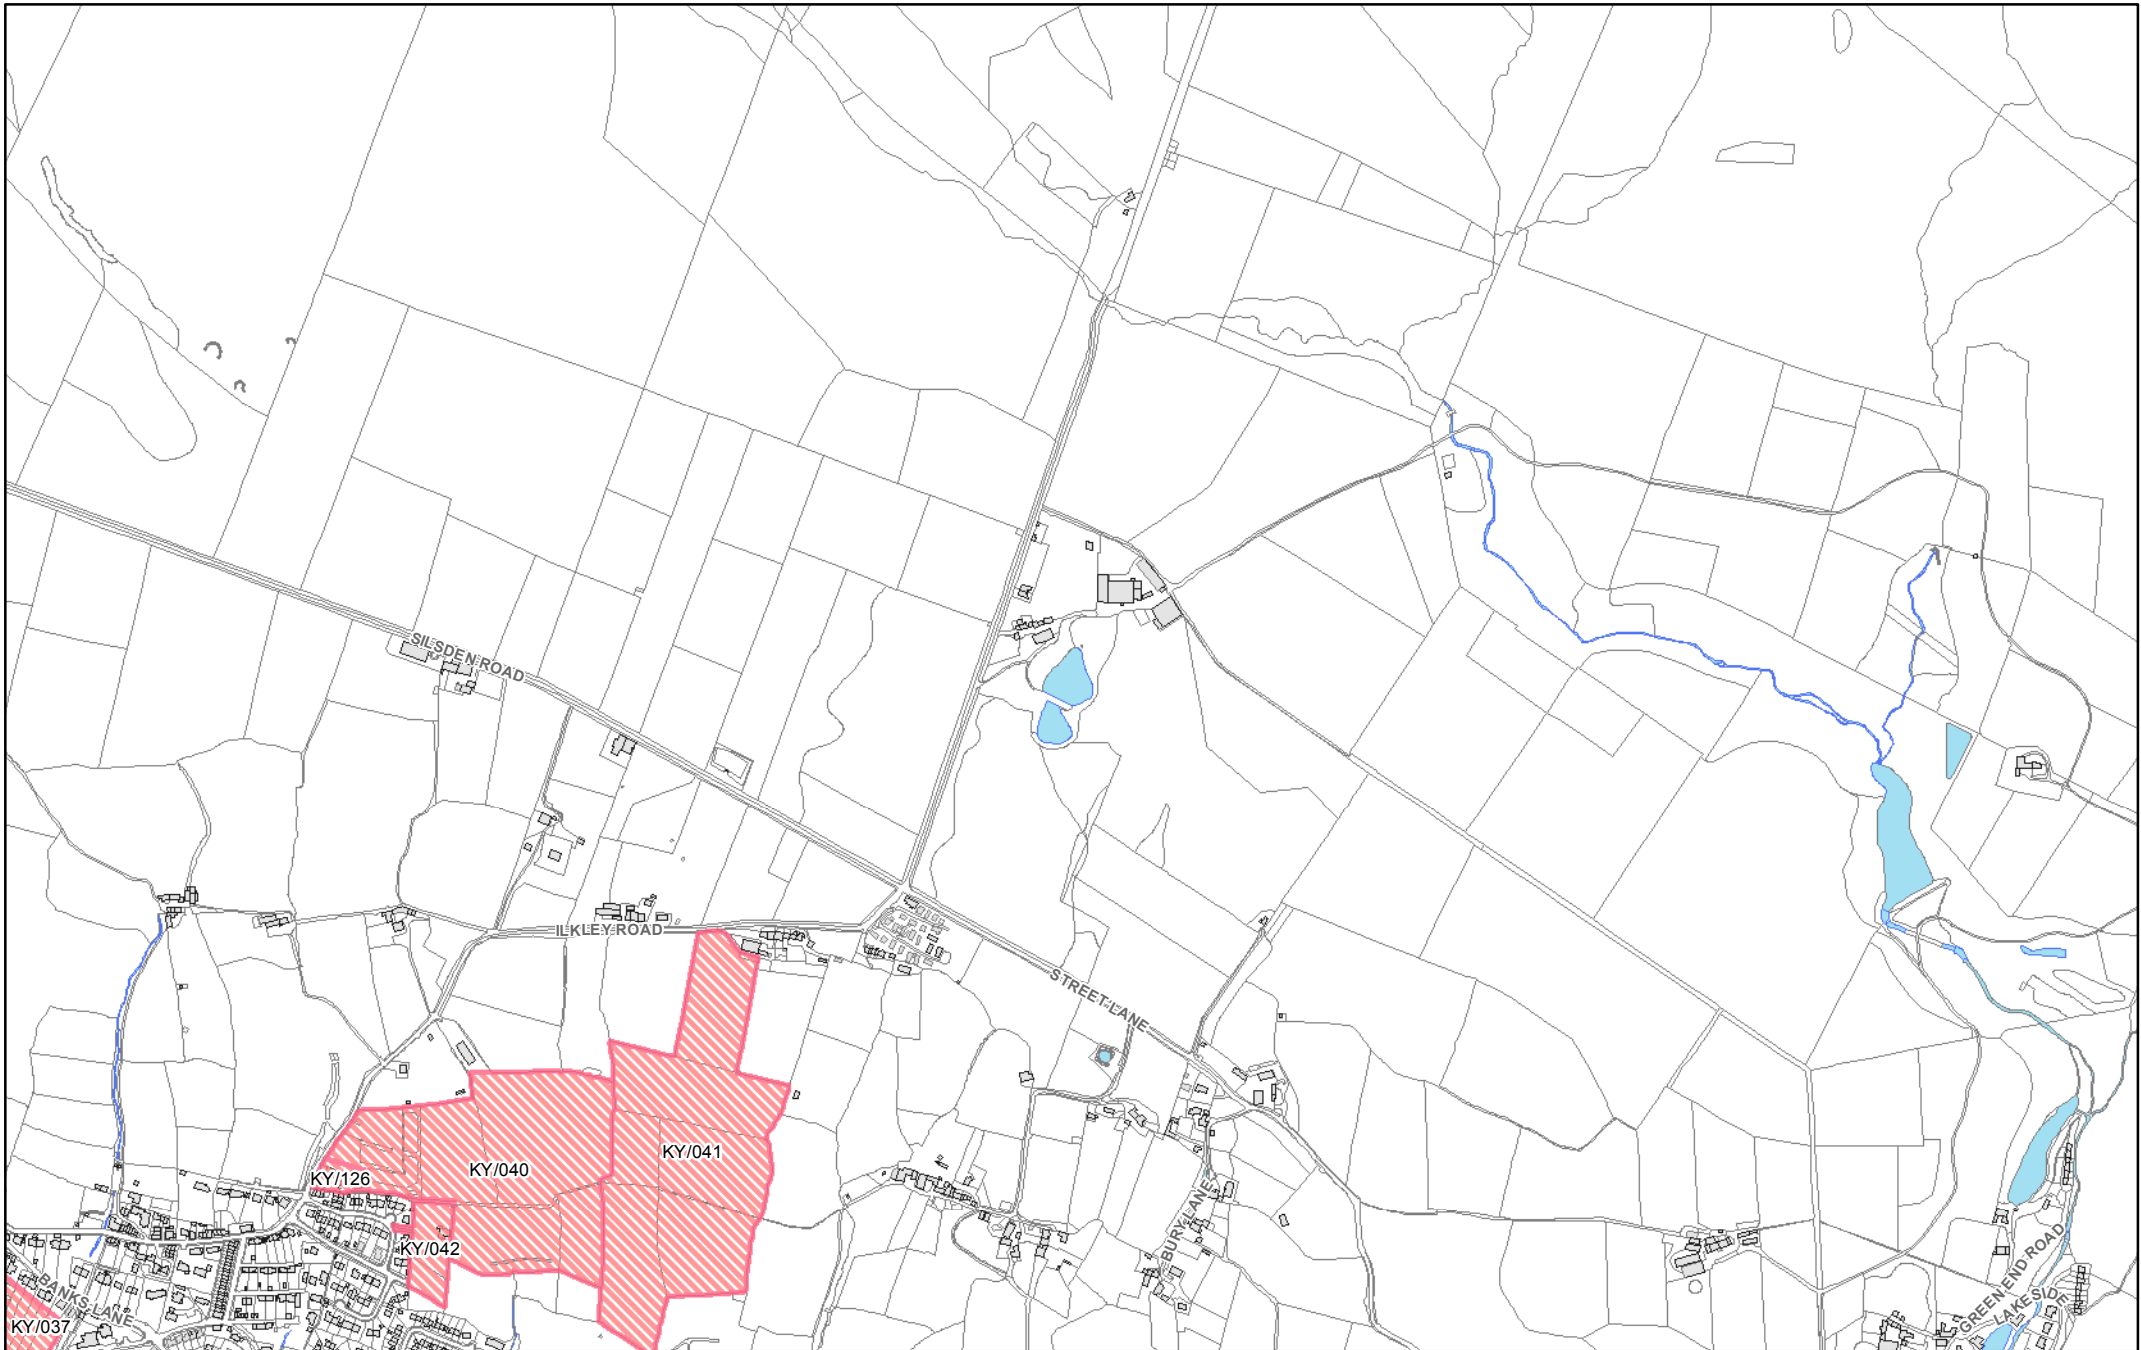 SILSDEN ROAD
ILKLEY ROAD
STREET LANE
KY/041
KY/040
KY/126
BURY LANE
KY/042
GREEN END ROAD
LAKESIDE
BANKS LANE
KY/037